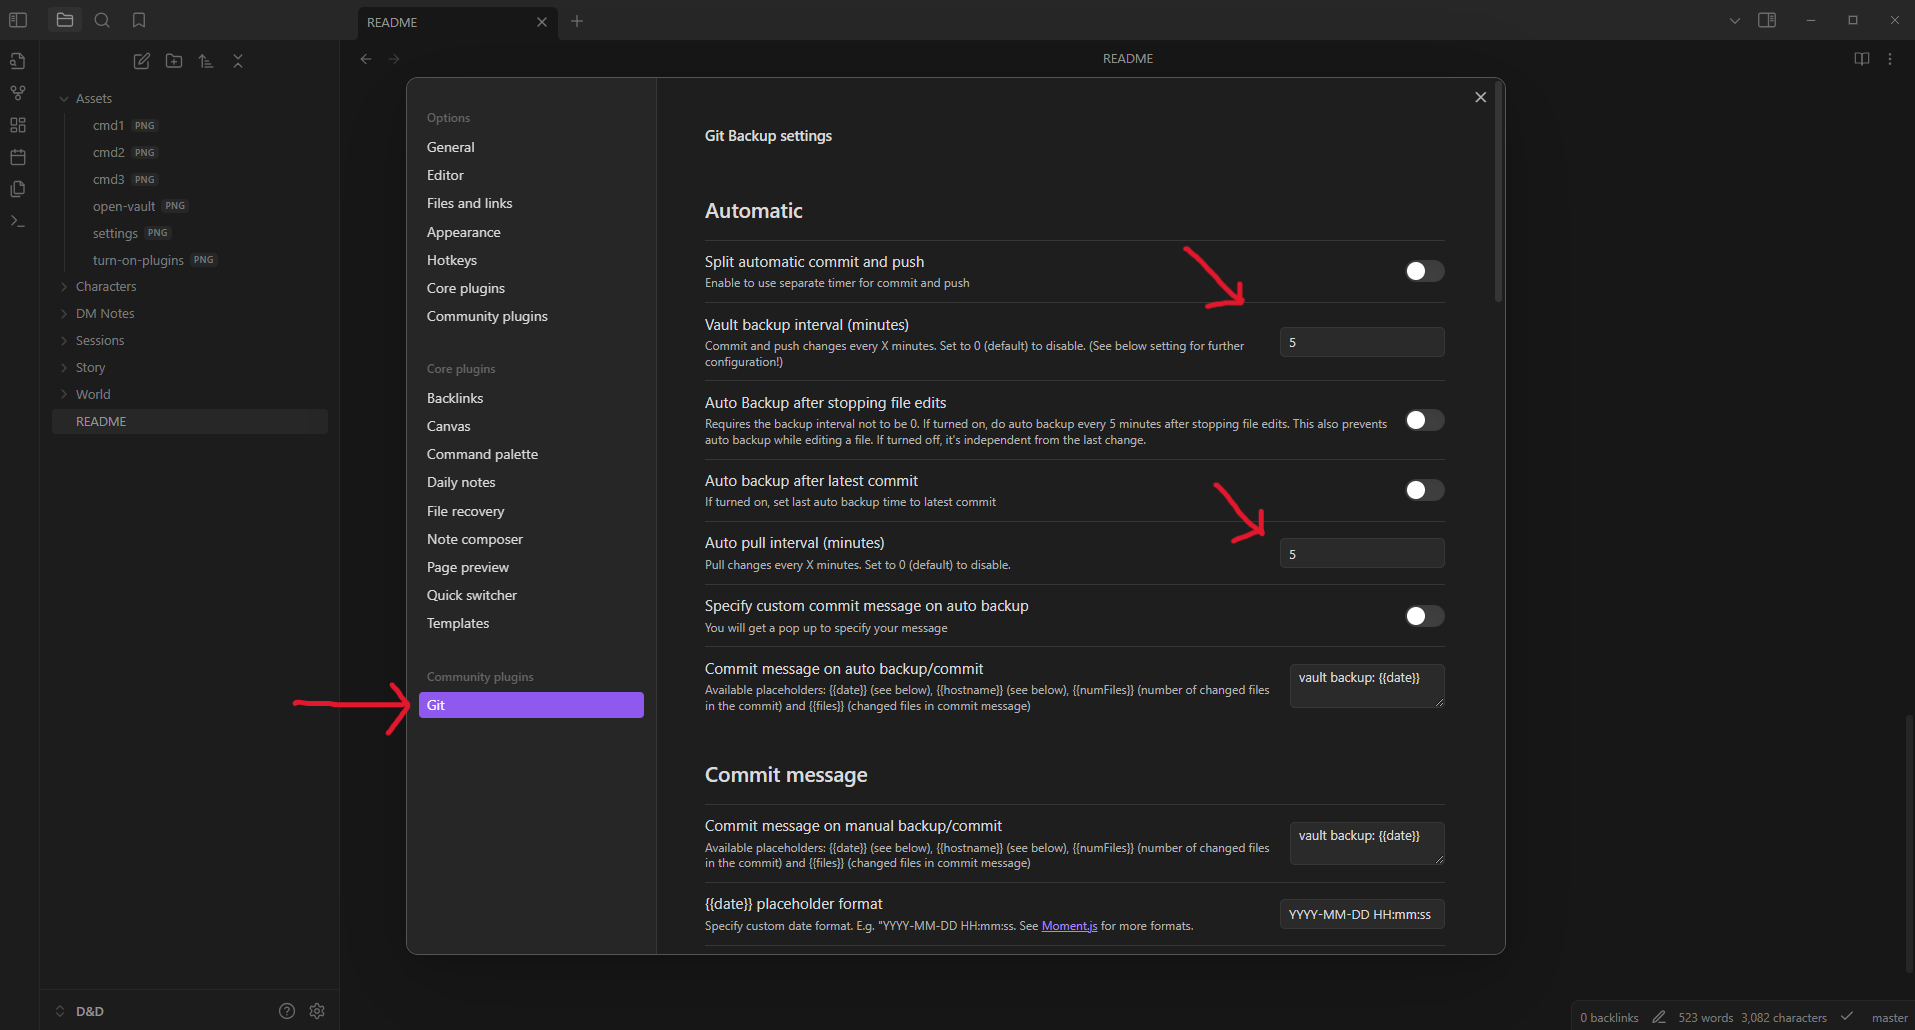 README
README
Assets
cmd1 PNG
cmd2 PNG
cmd3 PNG
open-vault PNG
settings PNG
turn-on-plugins PNG
Characters
DM Notes
Sessions
Story
World
README
D&D
Options
General
Editor
Files and links
Appearance
Hotkeys
Core plugins
Community plugins
Core plugins
Backlinks
Canvas
Command palette
Daily notes
File recovery
Note composer
Page preview
Quick switcher
Templates
Community plugins
Git
Git Backup settings
Automatic
Split automatic commit and push
Enable to use separate timer for commit and push
Vault backup interval (minutes)
Commit and push changes every X minutes. Set to 0 (default) to disable. (See below setting for further
configuration!)
5
Auto Backup after stopping file edits
Requires the backup interval not to be 0. If turned on, do auto backup every 5 minutes after stopping file edits. This also prevents
auto backup while editing a file. If turned off, it's independent from the last change.
Auto backup after latest commit
If turned on, set last auto backup time to latest commit
Auto pull interval (minutes)
Pull changes every X minutes. Set to 0 (default) to disable.
5
Specify custom commit message on auto backup
You will get a pop up to specify your message
Commit message on auto backup/commit
Available placeholders: {{date}} (see below), {{hostname}} (see below), {{numFiles}} (number of changed files
in the commit) and {{files}} (changed files in commit message)
vault backup: {{date}}
Commit message
Commit message on manual backup/commit
Available placeholders: {{date}} (see below), {{hostname}} (see below), {{numFiles}} (number of changed files
in the commit) and {{files}} (changed files in commit message)
vault backup: {{date}}
{{date}} placeholder format
Specify custom date format. E.g. "YYYY-MM-DD HH:mm:ss. See Moment.js for more formats.
YYYY-MM-DD HH:mm:ss
0 backlinks 523 words 3,082 characters master